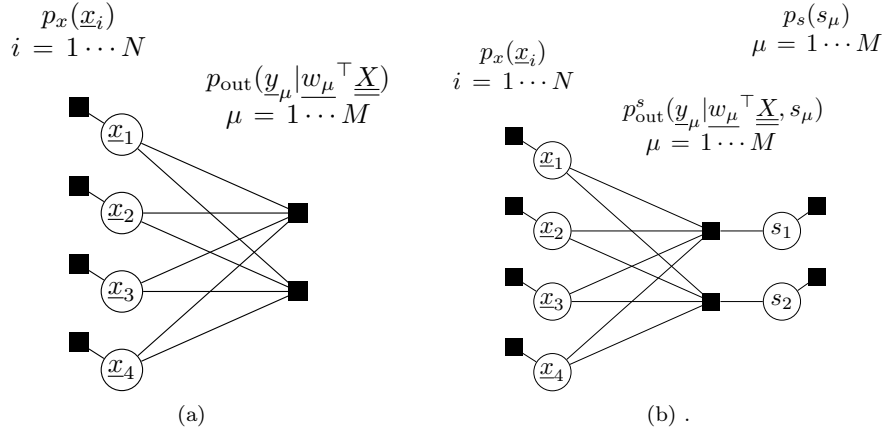 p_x(x_i)
i = 1 ⋯ N
p_out(y_μ|w_μ^⊤ X)
μ = 1 ⋯ M
x_1
x_2
x_3
x_4
(a)
p_s(s_μ)
μ = 1 ⋯ M
p_x(x_i)
i = 1 ⋯ N
p^s_out(y_μ|w_μ^⊤ X, s_μ)
μ = 1 ⋯ M
x_1
x_2
s_1
x_3
s_2
x_4
(b) .